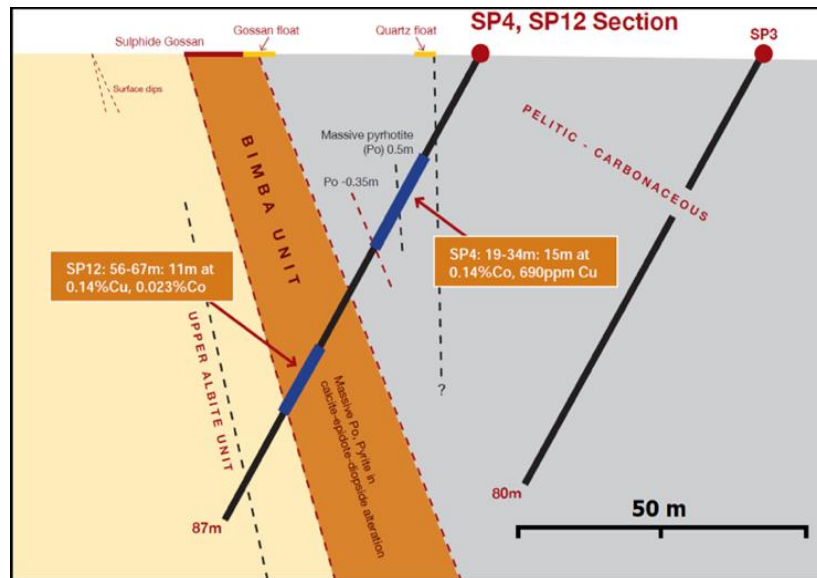 SP4, SP12 Section
SP3
Sulphide Gossan
Gossan float
Quartz float
Surface dips
Massive pyrhotite
(Po) 0.5m
Po -0.35m
PELITIC - CARBONACEOUS
BIMBA UNIT
SP12: 56-67m: 11m at
0.14%Cu, 0.023%Co
SP4: 19-34m: 15m at
0.14%Co, 690ppm Cu
UPPER ALBITE UNIT
Massive Po, Pyrite in
calcite-epidote-diopside alteration
?
87m
80m
50 m